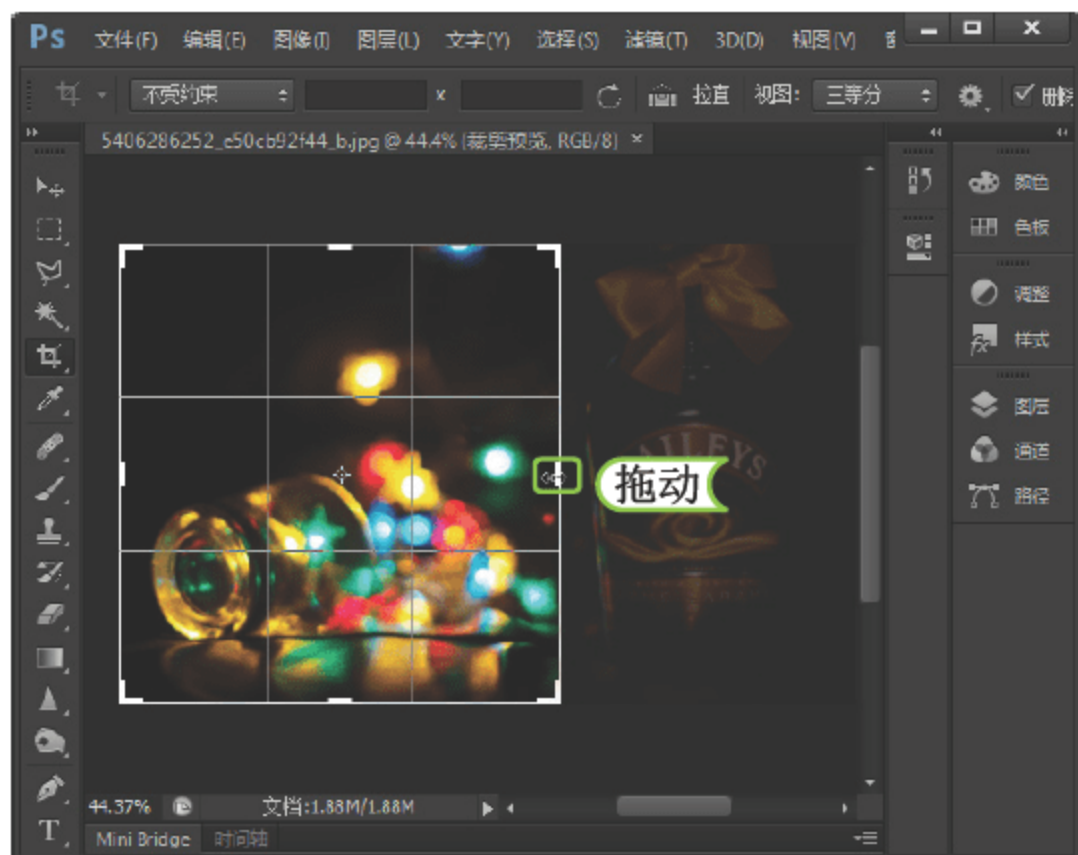 Ps 文件(F) 编辑(E) 图像(I) 图层(L) 文字(Y) 选择(S) 滤镜(T) 3D(D) 视图(V)
不受约束 x 拉直 视图: 三等分 删除
5406286252_e50cb92f44_b.jpg @ 44.4% (裁剪预览, RGB/8) ×
颜色
色板
调整
样式
图层
BAILEYS
通道
拖动
路径
44.37% 文档:1.88M/1.88M
Mini Bridge 时间轴